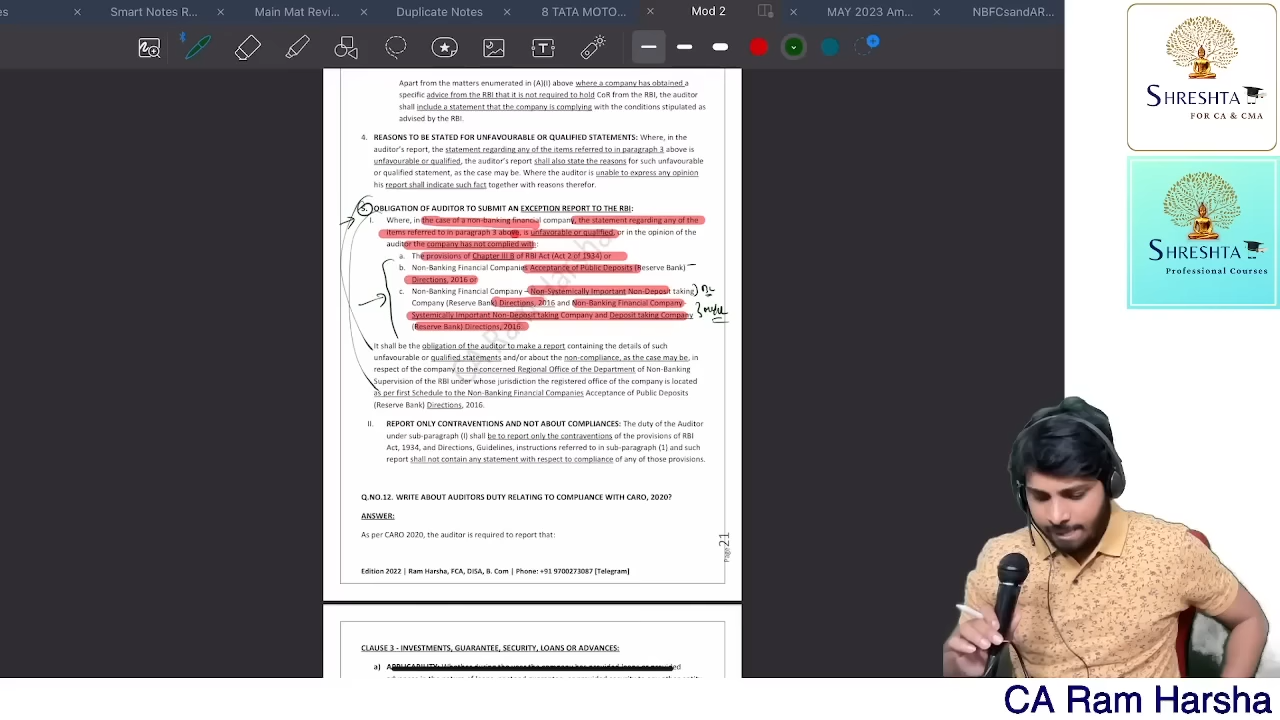 es
Smart Notes R...
Main Mat Revi...
Duplicate Notes
8 TATA MOTO...
Mod 2
MAY 2023 Am...
NBFCsandAR...
Apart from the matters enumerated in (A)(I) above where a company has obtained a
specific advice from the RBI that it is not required to hold CoR from the RBI, the auditor
shall include a statement that the company is complying with the conditions stipulated as
advised by the RBI.
4. REASONS TO BE STATED FOR UNFAVOURABLE OR QUALIFIED STATEMENTS: Where, in the
auditor's report, the statement regarding any of the items referred to in paragraph 3 above is
unfavourable or qualified, the auditor's report shall also state the reasons for such unfavourable
or qualified statement, as the case may be. Where the auditor is unable to express any opinion
his report shall indicate such fact together with reasons therefor.
5. OBLIGATION OF AUDITOR TO SUBMIT AN EXCEPTION REPORT TO THE RBI:
I. Where, in the case of a non-banking financial company, the statement regarding any of the
items referred to in paragraph 3 above, is unfavorable or qualified, or in the opinion of the
auditor the company has not complied with:
a. The provisions of Chapter III B of RBI Act (Act 2 of 1934) or
b. Non-Banking Financial Companies Acceptance of Public Deposits (Reserve Bank)
Directions, 2016 or
c. Non-Banking Financial Company – Non-Systemically Important Non-Deposit taking
Company (Reserve Bank) Directions, 2016 and Non-Banking Financial Company-
Systemically Important Non-Deposit taking Company and Deposit taking Company
(Reserve Bank) Directions, 2016.
It shall be the obligation of the auditor to make a report containing the details of such
unfavourable or qualified statements and/or about the non-compliance, as the case may be, in
respect of the company to the concerned Regional Office of the Department of Non-Banking
Supervision of the RBI under whose jurisdiction the registered office of the company is located
as per first Schedule to the Non-Banking Financial Companies Acceptance of Public Deposits
(Reserve Bank) Directions, 2016.
II. REPORT ONLY CONTRAVENTIONS AND NOT ABOUT COMPLIANCES: The duty of the Auditor
under sub-paragraph (I) shall be to report only the contraventions of the provisions of RBI
Act, 1934, and Directions, Guidelines, instructions referred to in sub-paragraph (1) and such
report shall not contain any statement with respect to compliance of any of those provisions.
Q.NO.12. WRITE ABOUT AUDITORS DUTY RELATING TO COMPLIANCE WITH CARO, 2020?
ANSWER:
As per CARO 2020, the auditor is required to report that:
Page 21
Edition 2022 | Ram Harsha, FCA, DISA, B. Com | Phone: +91 9700273087 [Telegram]
CLAUSE 3 - INVESTMENTS, GUARANTEE, SECURITY, LOANS OR ADVANCES:
a) APPLICABILITY: Whether during the year the company has provided loans or provided
SHRESHTA
FOR CA & CMA
SHRESHTA
Professional Courses
CA Ram Harsha